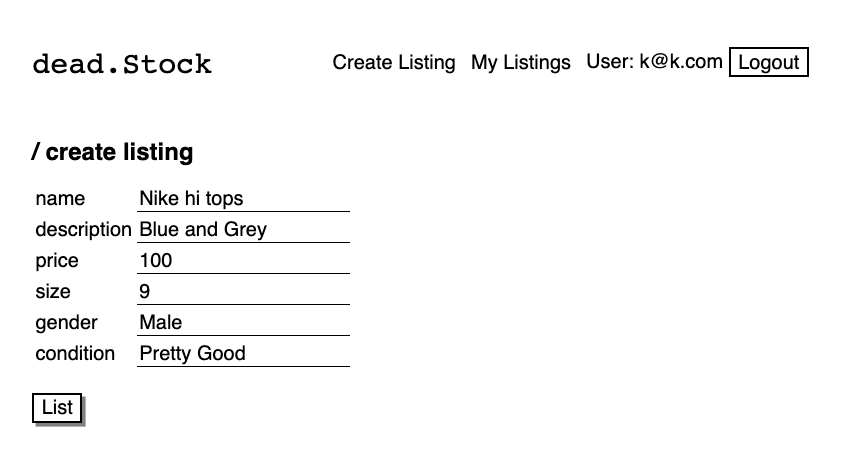 dead.Stock Create Listing My Listings User: k@k.com Logout
/ create listing
name Nike hi tops
description Blue and Grey
price 100
size 9
gender Male
condition Pretty Good
List